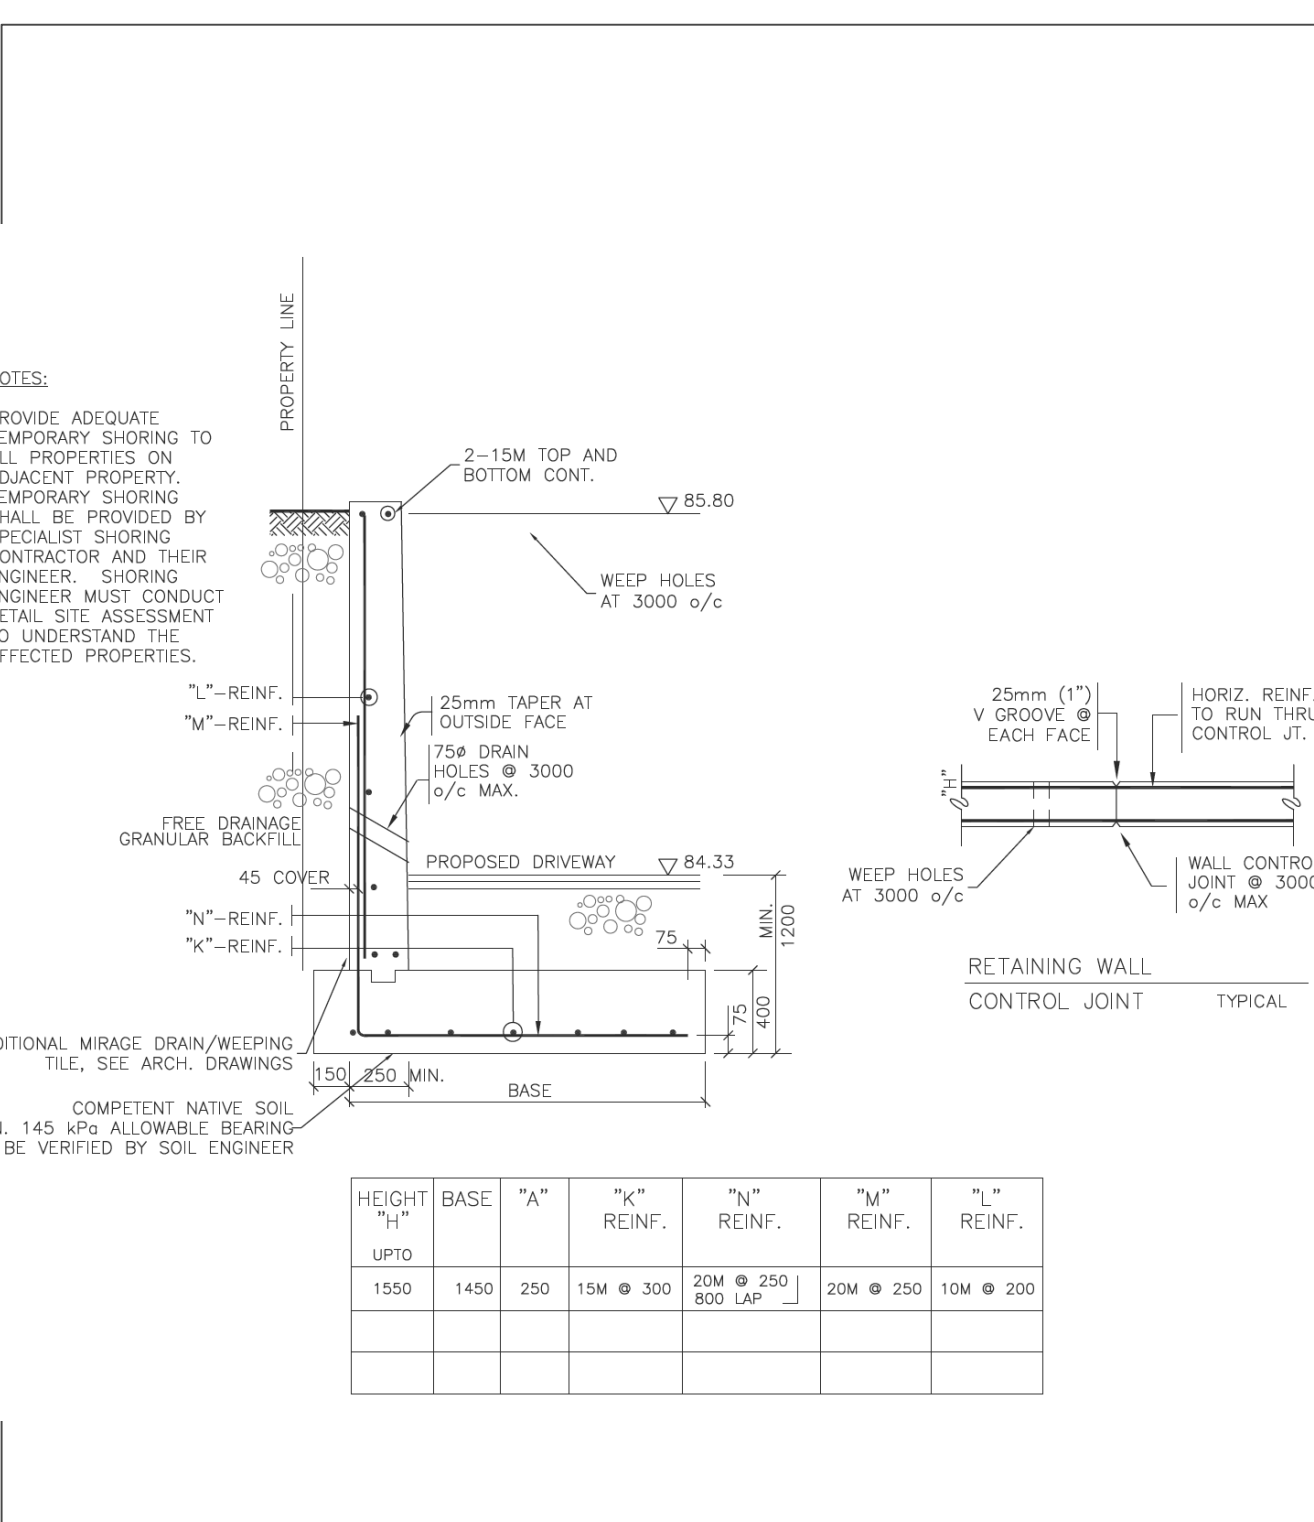 OTES:
ROVIDE ADEQUATE
EMPORARY SHORING TO
LL PROPERTIES ON
DJACENT PROPERTY.
EMPORARY SHORING
HALL BE PROVIDED BY
PECIALIST SHORING
ONTRACTOR AND THEIR
NGINEER. SHORING
NGINEER MUST CONDUCT
ETAIL SITE ASSESSMENT
O UNDERSTAND THE
FFECTED PROPERTIES.
PROPERTY LINE
2-15M TOP AND
BOTTOM CONT.
85.80
WEEP HOLES
AT 3000 o/c
"L"-REINF.
"M"-REINF.
25mm TAPER AT
OUTSIDE FACE
75ø DRAIN
HOLES @ 3000
o/c MAX.
FREE DRAINAGE
GRANULAR BACKFILL
PROPOSED DRIVEWAY
84.33
45 COVER
"N"-REINF.
"K"-REINF.
75
MIN.
1200
75
400
DITIONAL MIRAGE DRAIN/WEEPING
TILE, SEE ARCH. DRAWINGS
150
250 MIN.
BASE
COMPETENT NATIVE SOIL
N. 145 kPa ALLOWABLE BEARING
BE VERIFIED BY SOIL ENGINEER
25mm (1")
V GROOVE @
EACH FACE
HORIZ. REINF.
TO RUN THRU
CONTROL JT.
"H"
WEEP HOLES
AT 3000 o/c
WALL CONTRO
JOINT @ 3000
o/c MAX
RETAINING WALL
CONTROL JOINT TYPICAL
HEIGHT "H" UPTO BASE "A" "K" REINF. "N" REINF. "M" REINF. "L" REINF.
1550 1450 250 15M @ 300 20M @ 250 800 LAP 20M @ 250 10M @ 200